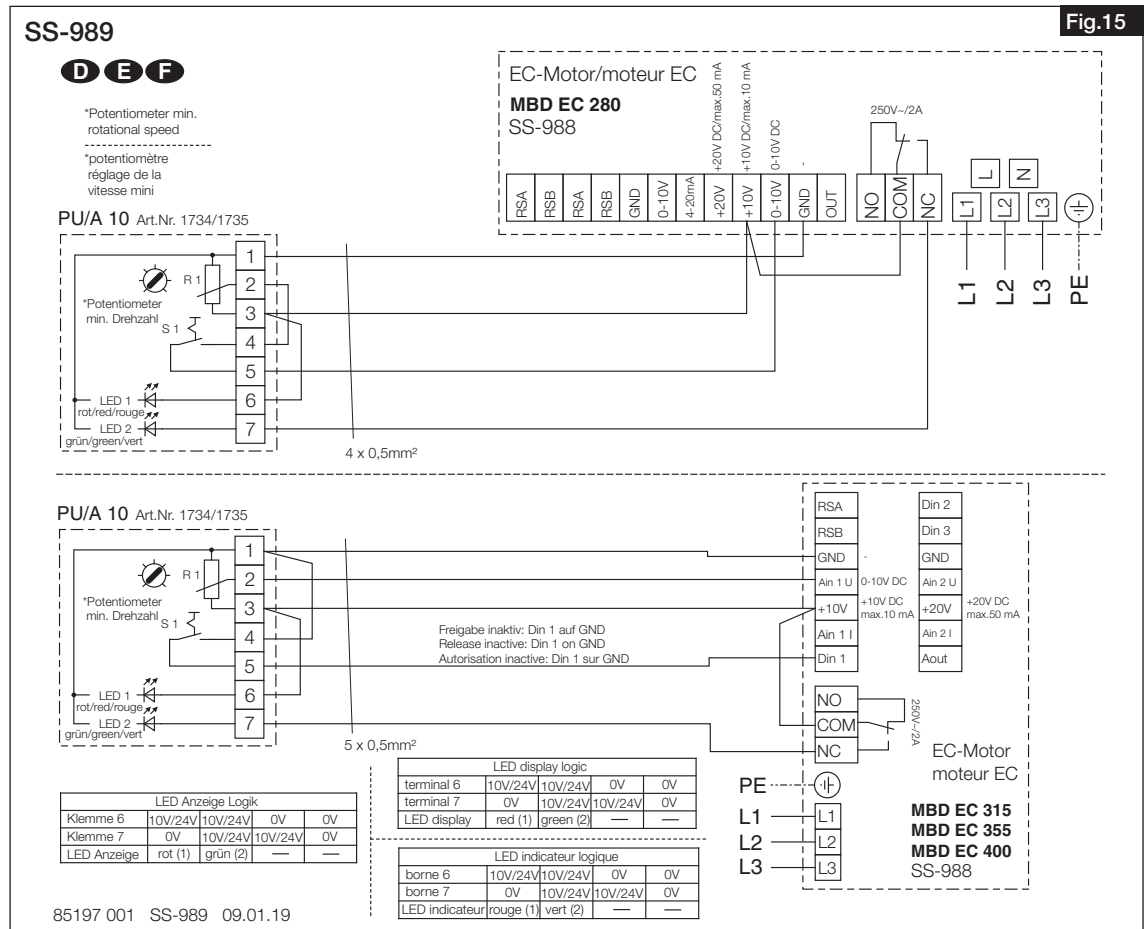 Fig.15
SS-989
D E F
*Potentiometer min.
rotational speed
*potentiomètre
réglage de la
vitesse mini
EC-Motor/moteur EC
MBD EC 280
SS-988
+20V DC/max.50 mA
+10V DC/max.10 mA
0-10V DC
-
250V~/2A
RSA RSB RSA RSB GND 0-10V 4-20mA +20V +10V 0-10V GND OUT
NO COM NC
L N
L1 L2 L3
L1 L2 L3 PE
PU/A 10 Art.Nr. 1734/1735
1
R 1
2
*Potentiometer
min. Drehzahl
3
S 1
4
5
LED 1
rot/red/rouge
6
LED 2
grün/green/vert
7
4 x 0,5mm²
PU/A 10 Art.Nr. 1734/1735
1
R 1
2
*Potentiometer
min. Drehzahl
3
S 1
4
5
LED 1
rot/red/rouge
6
LED 2
grün/green/vert
7
5 x 0,5mm²
Freigabe inaktiv: Din 1 auf GND
Release inactive: Din 1 on GND
Autorisation inactive: Din 1 sur GND
RSA Din 2
RSB Din 3
GND - GND
Ain 1 U 0-10V DC Ain 2 U
+10V +10V DC max.10 mA +20V +20V DC max.50 mA
Ain 1 I Ain 2 I
Din 1 Aout
NO
COM
NC
250V~/2A
EC-Motor
moteur EC
PE
L1 L1
L2 L2
L3 L3
MBD EC 315
MBD EC 355
MBD EC 400
SS-988
LED Anzeige Logik
Klemme 6 10V/24V 10V/24V 0V 0V
Klemme 7 0V 10V/24V 10V/24V 0V
LED Anzeige rot (1) grün (2) — —
LED display logic
terminal 6 10V/24V 10V/24V 0V 0V
terminal 7 0V 10V/24V 10V/24V 0V
LED display red (1) green (2) — —
LED indicateur logique
borne 6 10V/24V 10V/24V 0V 0V
borne 7 0V 10V/24V 10V/24V 0V
LED indicateur rouge (1) vert (2) — —
85197 001 SS-989 09.01.19